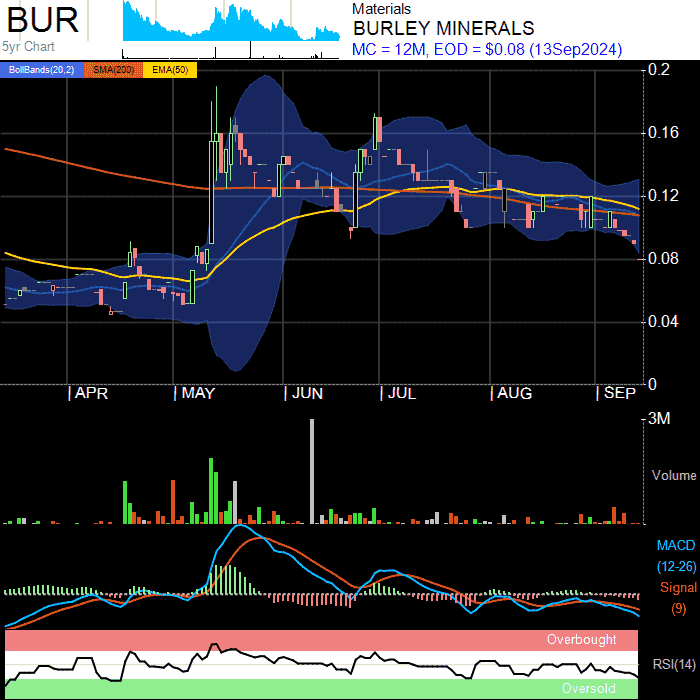 BUR
5yr Chart
Materials
BURLEY MINERALS
MC = 12M, EOD = $0.08 (13Sep2024)
BollBands(20,2) SMA(200) EMA(50)
0.2
0.16
0.12
0.08
0.04
0
APR MAY JUN JUL AUG SEP
3M
Volume
MACD
(12-26)
Signal
(9)
Overbought
RSI(14)
Oversold